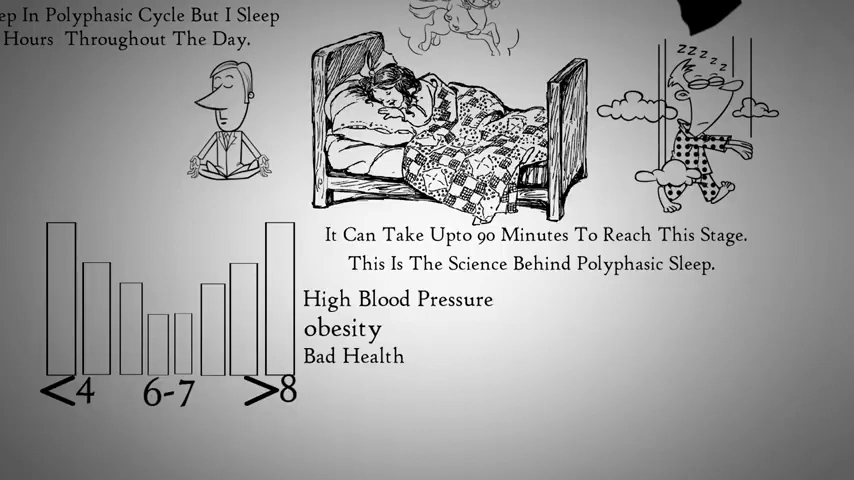 In Polyphasic Cycle But I Sleep
Hours Throughout The Day.
zzzzz
It Can Take Upto 90 Minutes To Reach This Stage.
This Is The Science Behind Polyphasic Sleep.
High Blood Pressure
obesity
Bad Health
<4 6-7 >8